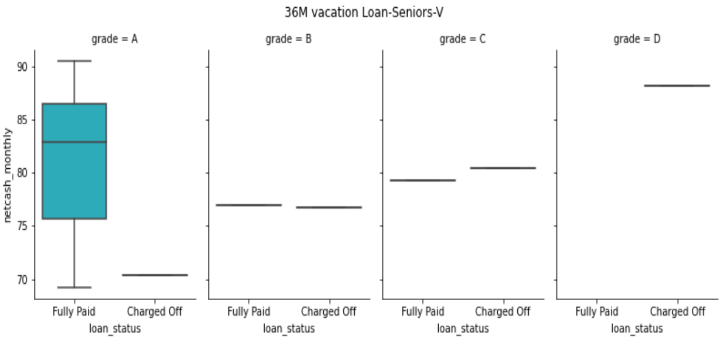 36M vacation Loan-Seniors-V
grade = A
grade = B
grade = C
grade = D
netcash_monthly
90
85
80
75
70
Fully Paid Charged Off
loan_status
Fully Paid Charged Off
loan_status
Fully Paid Charged Off
loan_status
Fully Paid Charged Off
loan_status